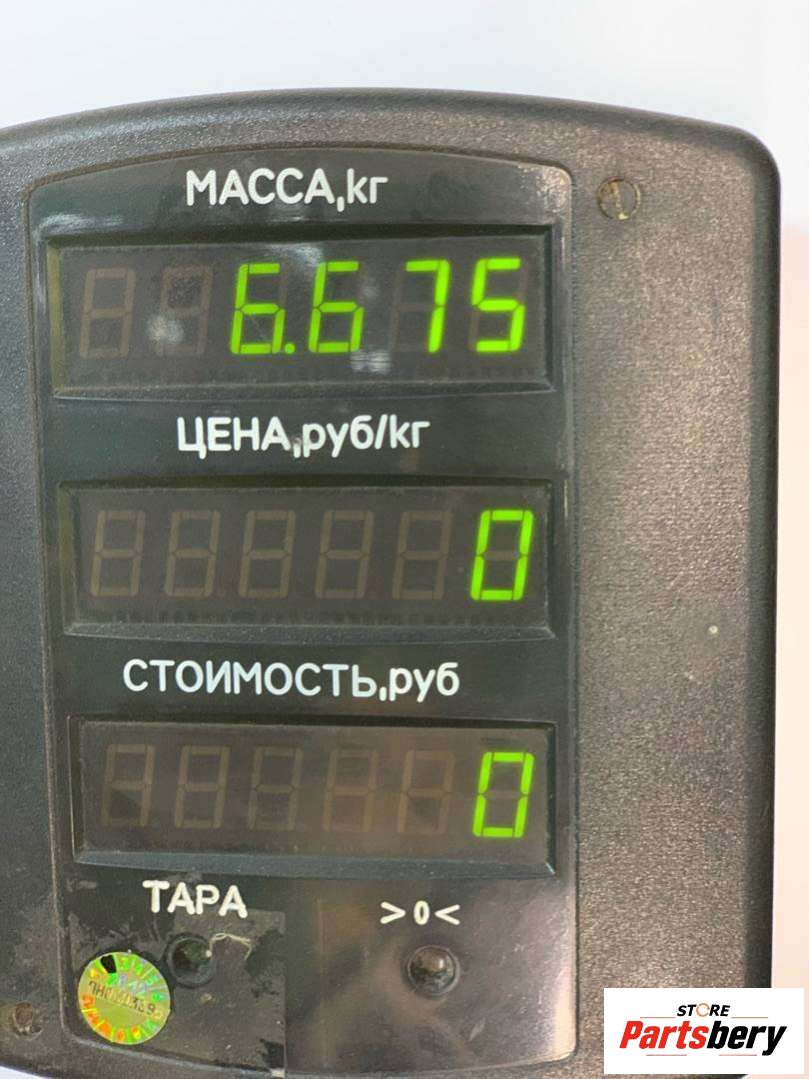 МАССА,кг
6.675
ЦЕНА,руб/кг
0
СТОИМОСТЬ,руб
0
ТАРА >0<
STORE
Partsbery